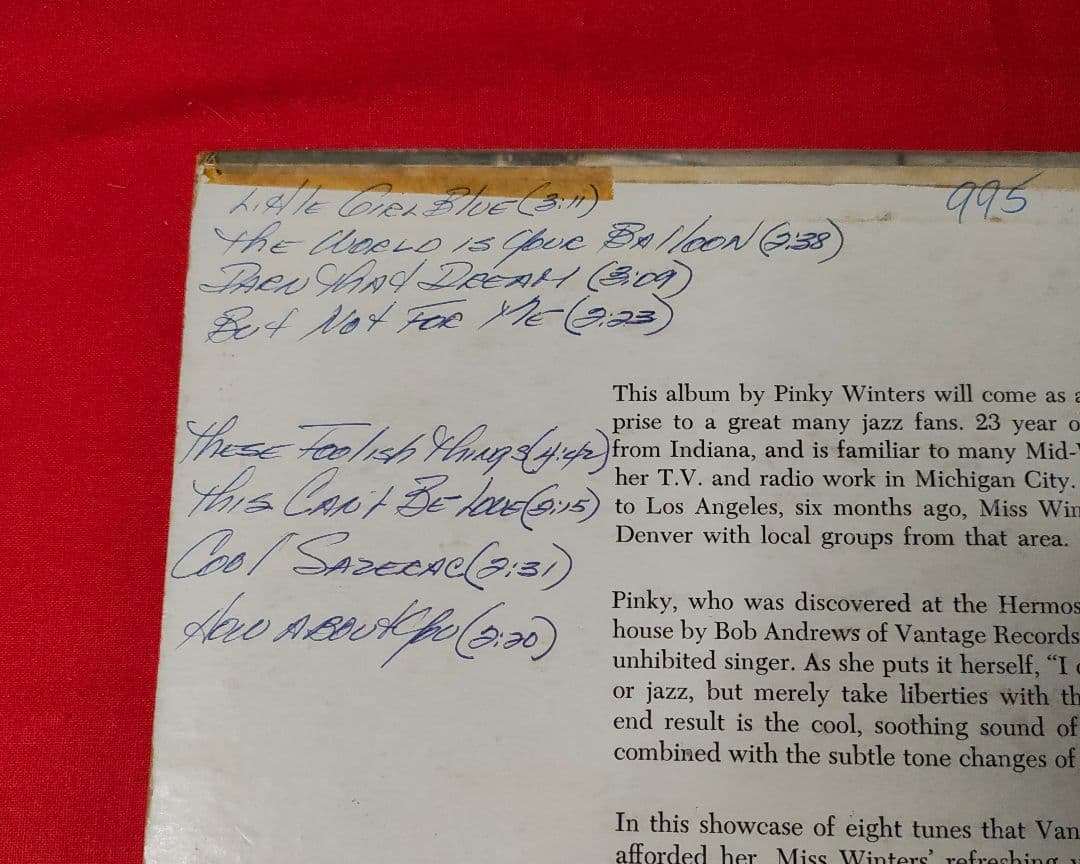 LittlE GiRL BluE (3:11)
995
thE WORLD is YOUR BAllOON (2:38)
DARN thAt DREAM (3:09)
But Not FOR ME (2:23)
thESE Foolish things (4:42)
this CAN't BE LOVE (2:15)
Cool SAZERAC (2:31)
How ABOUt You (2:20)
This album by Pinky Winters will come as a
prise to a great many jazz fans. 23 year o
from Indiana, and is familiar to many Mid-
her T.V. and radio work in Michigan City.
to Los Angeles, six months ago, Miss Win
Denver with local groups from that area.
Pinky, who was discovered at the Hermos
house by Bob Andrews of Vantage Records
unhibited singer. As she puts it herself, “I
or jazz, but merely take liberties with th
end result is the cool, soothing sound of
combined with the subtle tone changes of
In this showcase of eight tunes that Van
afforded her, Miss Winters’ refreshing